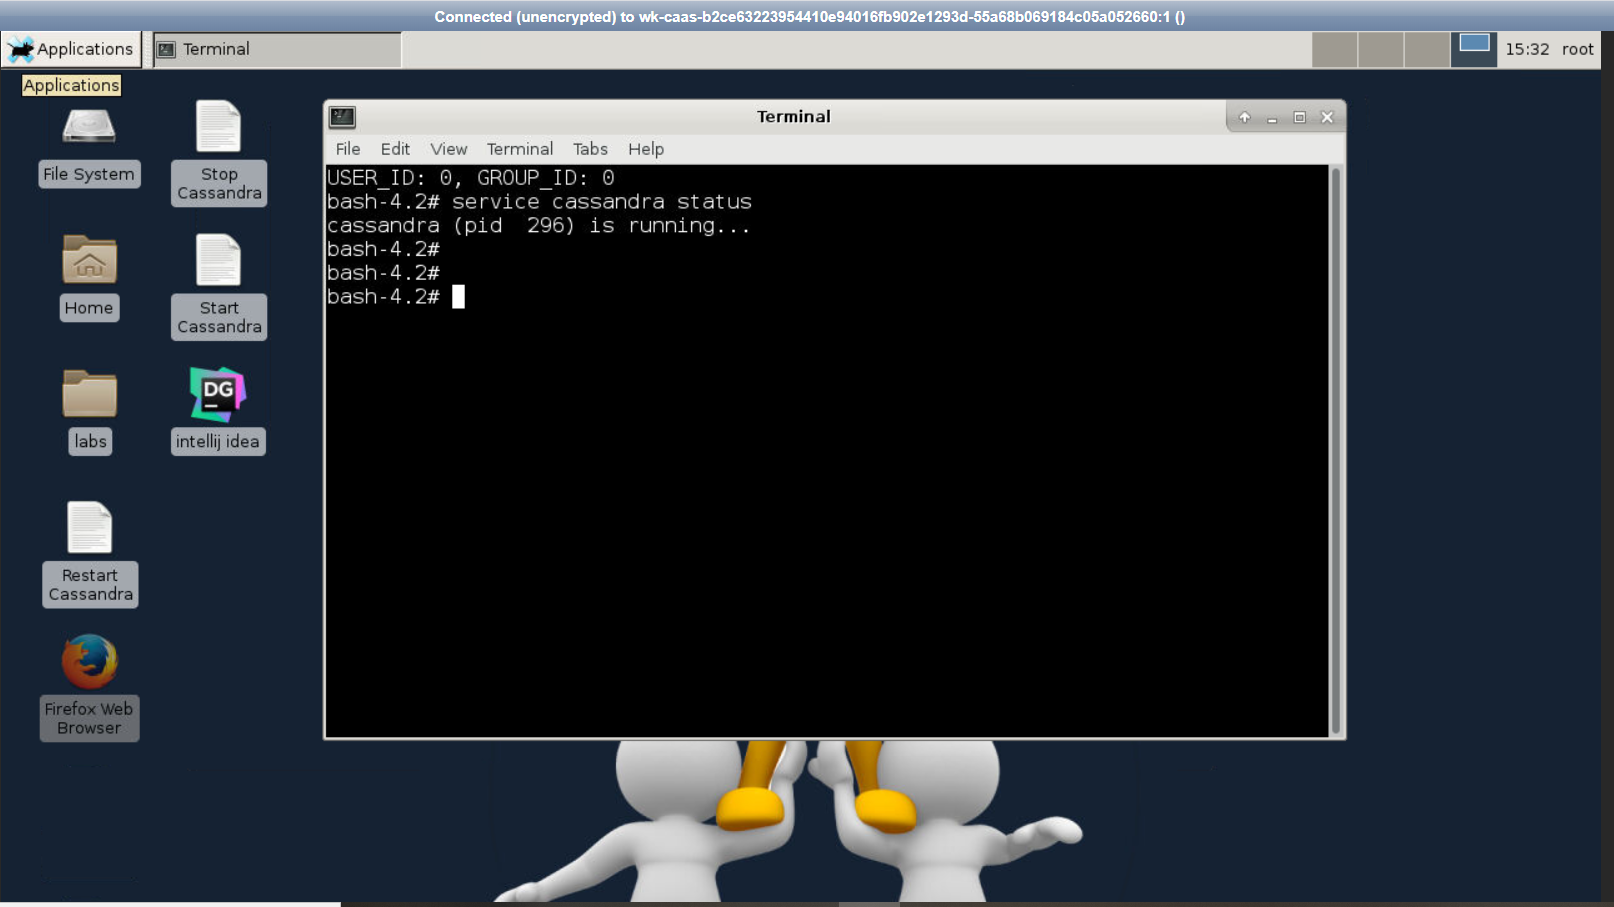 Connected (unencrypted) to wk-caas-b2ce63223954410e94016fb902e1293d-55a68b069184c05a052660:1 ()
Applications
Terminal
15:32 root
Applications
File System
Stop
Cassandra
Home
Start
Cassandra
labs
DG
intellij idea
Restart
Cassandra
Firefox Web
Browser
Terminal
File Edit View Terminal Tabs Help
USER_ID: 0, GROUP_ID: 0
bash-4.2# service cassandra status
cassandra (pid  296) is running...
bash-4.2#
bash-4.2#
bash-4.2#